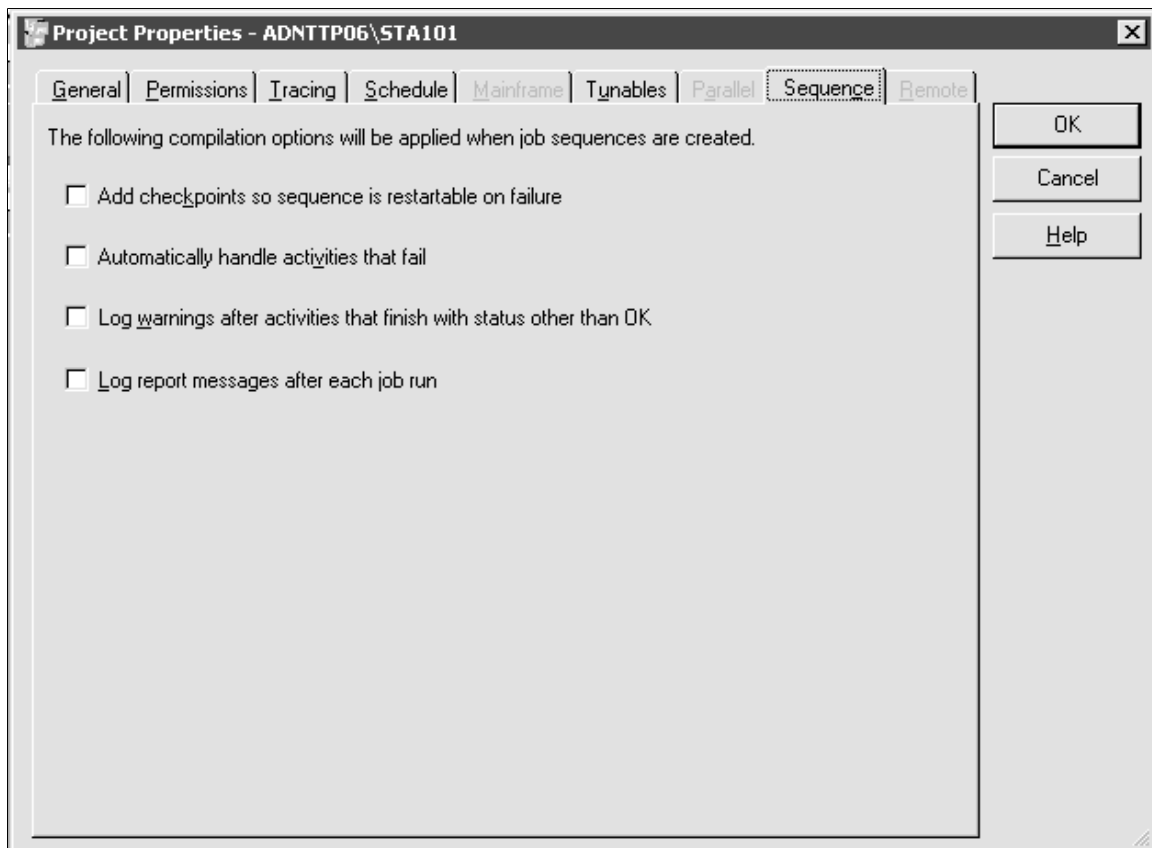 Project Properties - ADNTTP06\STA101
General Permissions Tracing Schedule Mainframe Tunables Parallel Sequence Remote
The following compilation options will be applied when job sequences are created.
Add checkpoints so sequence is restartable on failure
Automatically handle activities that fail
Log warnings after activities that finish with status other than OK
Log report messages after each job run
OK
Cancel
Help